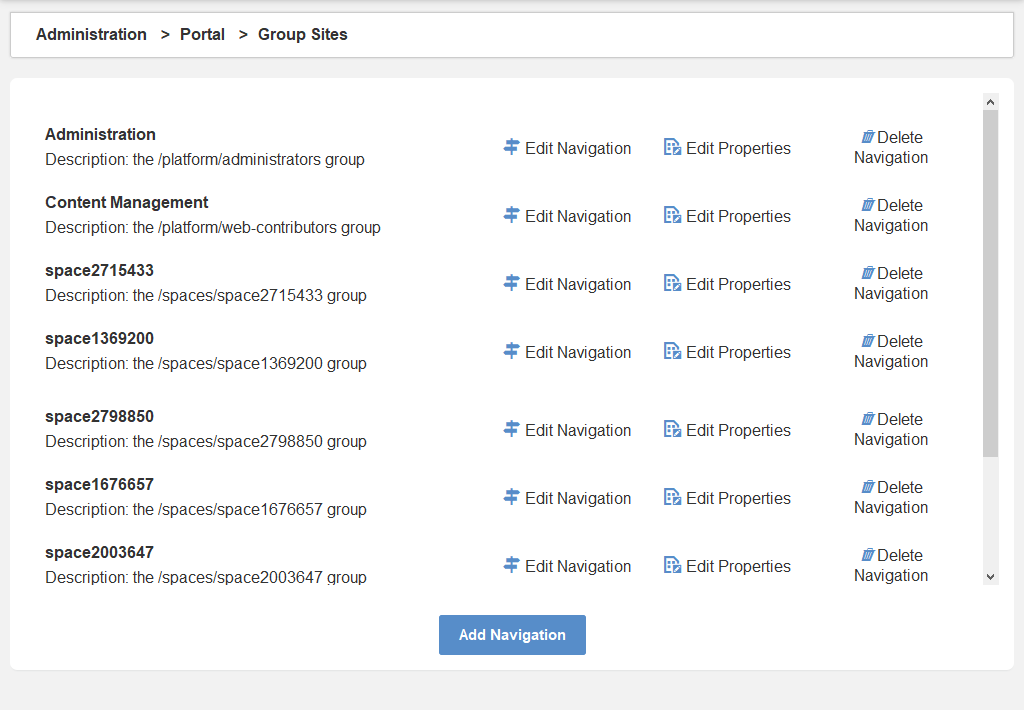 Administration > Portal > Group Sites
Administration
Description: the /platform/administrators group
Edit Navigation
Edit Properties
Delete
Navigation
Content Management
Description: the /platform/web-contributors group
Edit Navigation
Edit Properties
Delete
Navigation
space2715433
Description: the /spaces/space2715433 group
Edit Navigation
Edit Properties
Delete
Navigation
space1369200
Description: the /spaces/space1369200 group
Edit Navigation
Edit Properties
Delete
Navigation
space2798850
Description: the /spaces/space2798850 group
Edit Navigation
Edit Properties
Delete
Navigation
space1676657
Description: the /spaces/space1676657 group
Edit Navigation
Edit Properties
Delete
Navigation
space2003647
Description: the /spaces/space2003647 group
Edit Navigation
Edit Properties
Delete
Navigation
Add Navigation